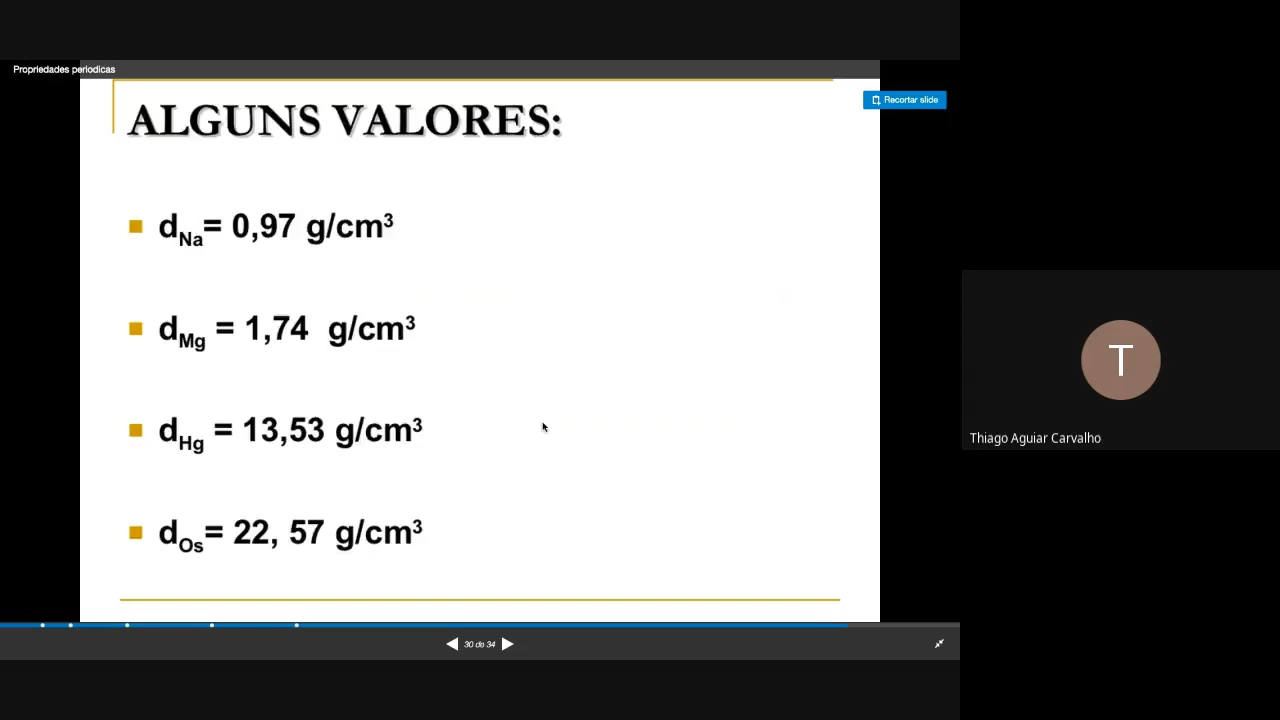 Propriedades periodicas
Recortar slide
ALGUNS VALORES:
dNa= 0,97 g/cm³
dMg = 1,74 g/cm³
dHg = 13,53 g/cm³
dOs= 22, 57 g/cm³
30 de 34
T
Thiago Aguiar Carvalho